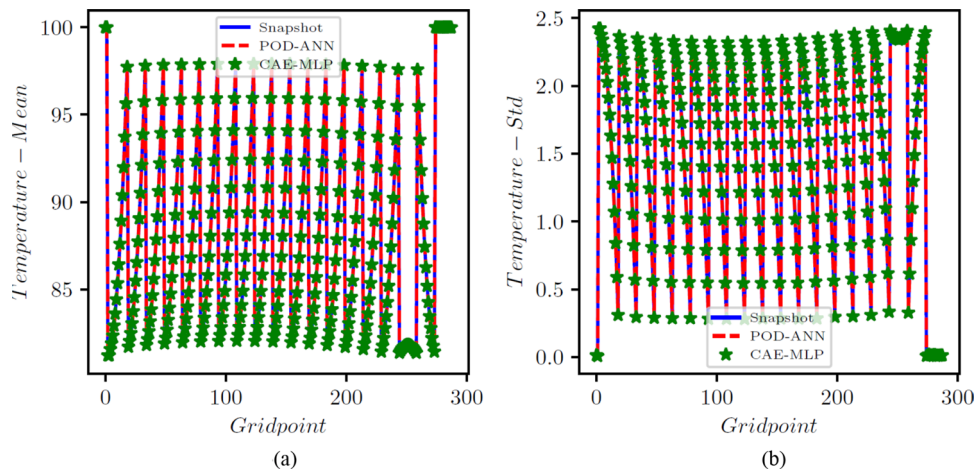 100
95
90
85
Temperature – Mean
Snapshot
POD-ANN
CAE-MLP
0
100
200
300
Gridpoint
(a)
2.5
2.0
1.5
1.0
0.5
0.0
Temperature – Std
Snapshot
POD-ANN
CAE-MLP
0
100
200
300
Gridpoint
(b)